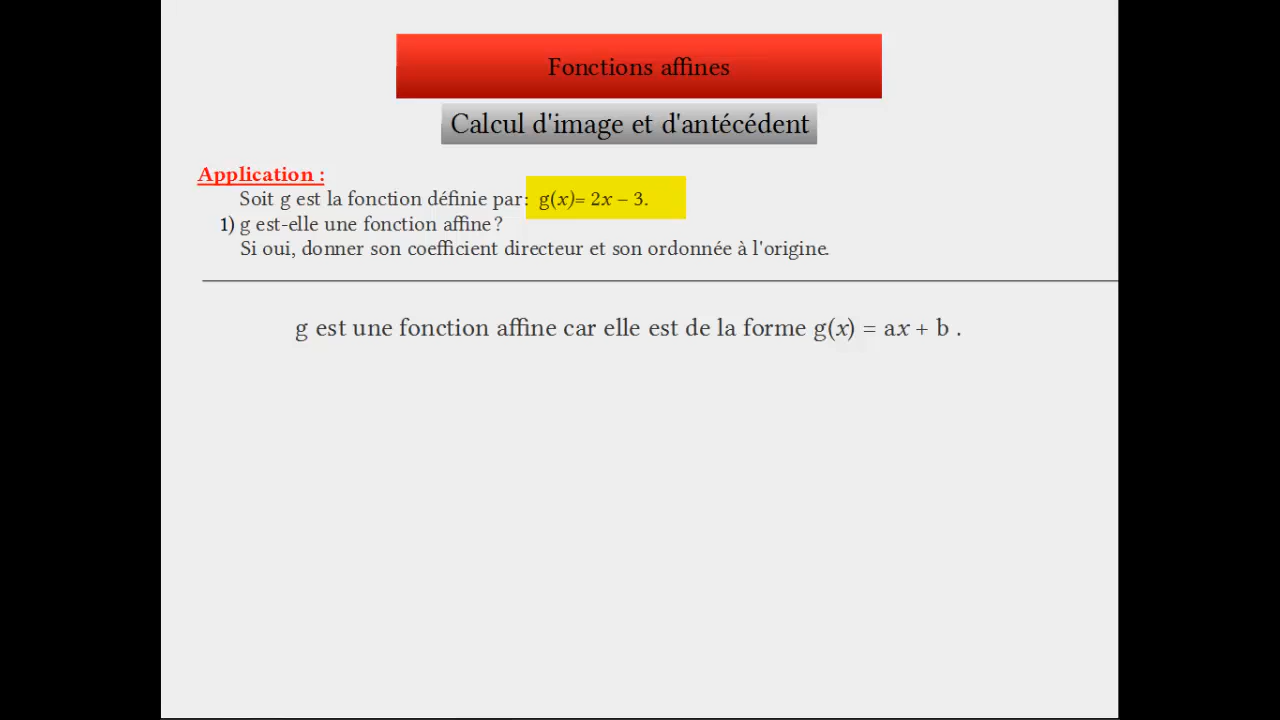 Fonctions affines
Calcul d'image et d'antécédent
Application :
Soit g est la fonction définie par: g(x)= 2x – 3.
1) g est-elle une fonction affine ?
Si oui, donner son coefficient directeur et son ordonnée à l'origine.
g est une fonction affine car elle est de la forme g(x) = ax + b .